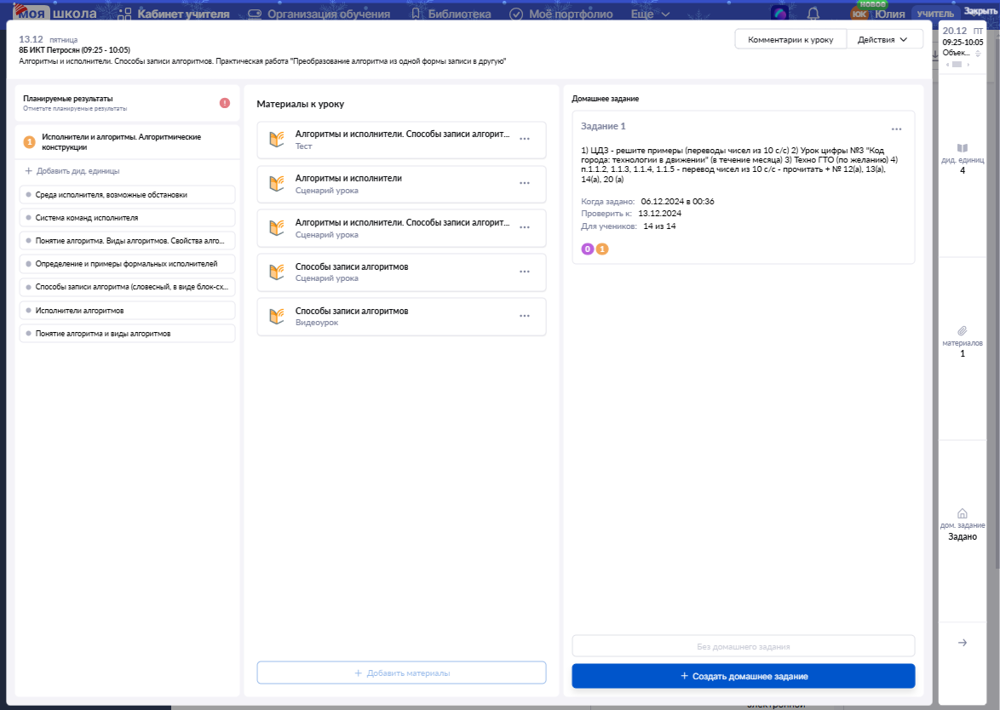 Моя школа
Кабинет учителя
Организация обучения
Библиотека
Моё портфолио
Еще
НОВОЕ
ЮК
Юлия
УЧИТЕЛЬ
Закрыть
13.12 пятница
8Б ИКТ Петросян (09:25 - 10:05)
Алгоритмы и исполнители. Способы записи алгоритмов. Практическая работа "Преобразование алгоритма из одной формы записи в другую"
Комментарии к уроку
Действия
Планируемые результаты
Отметьте планируемые результаты
!
1
Исполнители и алгоритмы. Алгоритмические
конструкции
+ Добавить дид. единицы
Среда исполнителя, возможные обстановки
Система команд исполнителя
Понятие алгоритма. Виды алгоритмов. Свойства алго...
Определение и примеры формальных исполнителей
Способы записи алгоритма (словесный, в виде блок-сх...
Исполнители алгоритмов
Понятие алгоритма и виды алгоритмов
Материалы к уроку
Алгоритмы и исполнители. Способы записи алгорит...
Тест
Алгоритмы и исполнители
Сценарий урока
Алгоритмы и исполнители. Способы записи алгорит...
Сценарий урока
Способы записи алгоритмов
Сценарий урока
Способы записи алгоритмов
Видеоурок
+ Добавить материалы
Домашнее задание
Задание 1
1) ЦДЗ - решите примеры (переводы чисел из 10 с/с) 2) Урок цифры №3 "Код
города: технологии в движении" (в течение месяца) 3) Техно ГТО (по желанию) 4)
п.1.1.2, 1.1.3, 1.1.4, 1.1.5 - перевод чисел из 10 с/с - прочитать + № 12(а), 13(а),
14(а), 20 (а)
Когда задано: 06.12.2024 в 00:36
Проверить к: 13.12.2024
Для учеников: 14 из 14
0 1
Без домашнего задания
+ Создать домашнее задание
20.12 ПТ
09:25-10:05
Объек...
дид. единиц
4
материалов
1
дом. задание
Задано
электронной